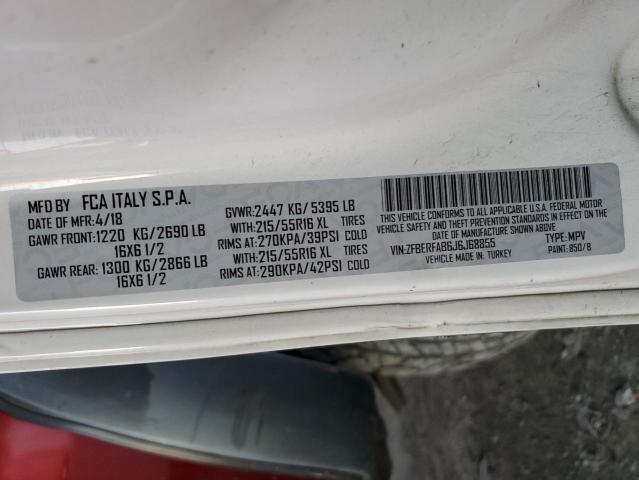 MFD BY FCA ITALY S.P.A.
DATE OF MFR:4/18 GVWR:2447 KG/5395 LB
GAWR FRONT:1220 KG/2690 LB WITH:215/55R16 XL TIRES
16X6 1/2 RIMS AT:270KPA/39PSI COLD
GAWR REAR: 1300 KG/2866 LB WITH:215/55R16 XL TIRES
16X6 1/2 RIMS AT:290KPA/42PSI COLD
THIS VEHICLE CONFORMS TO ALL APPLICABLE U.S.A. FEDERAL MOTOR
VEHICLE SAFETY STANDARDS IN EFFECT ON THE
DATE OF MANUFACTURE SHOWN ABOVE.
VIN:ZFBERFAB6J6J68855 TYPE:MPV
VEHICLE MADE IN: TURKEY PAINT:850/B